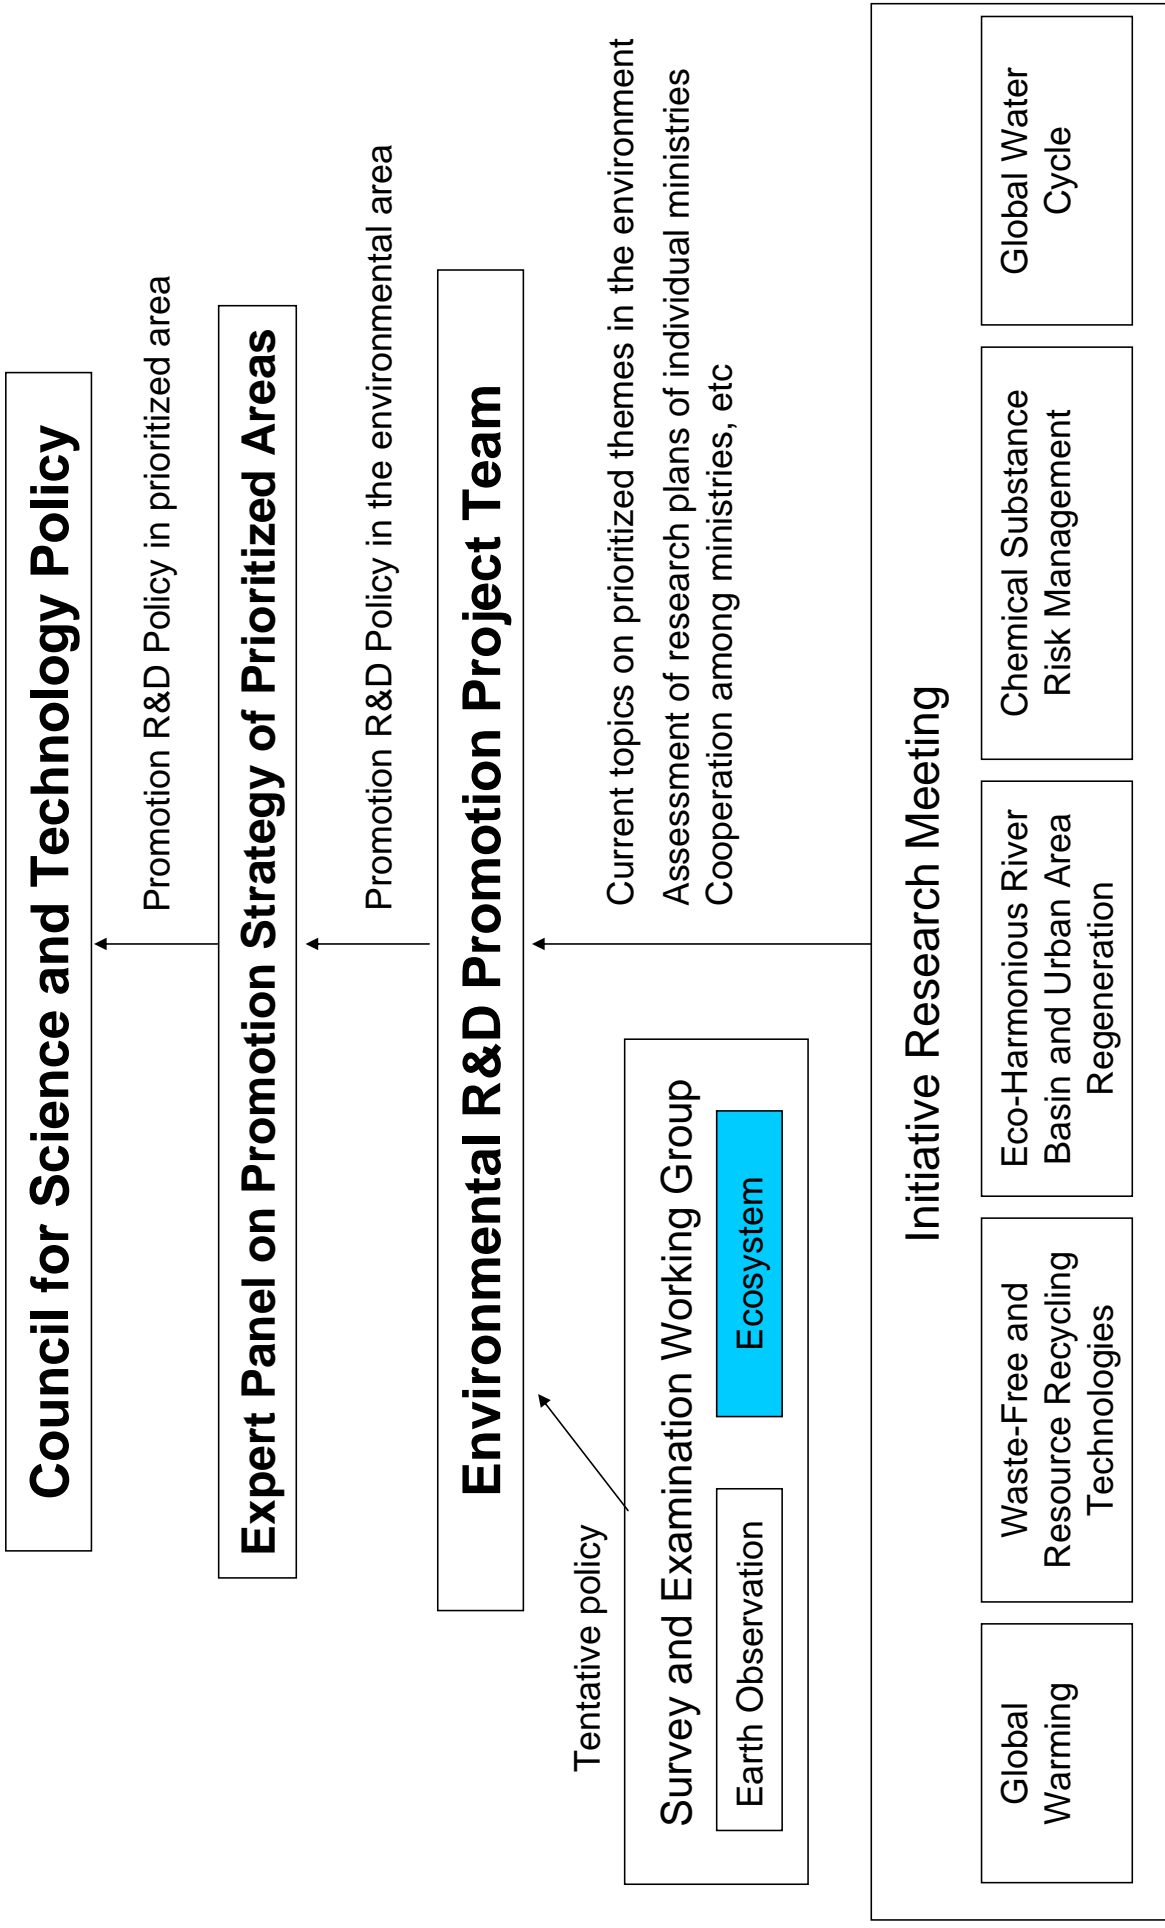 Council for Science and Technology Policy
Promotion R&D Policy in prioritized area
Expert Panel on Promotion Strategy of Prioritized Areas
Promotion R&D Policy in the environmental area
Environmental R&D Promotion Project Team
Tentative policy
Current topics on prioritized themes in the environment
Assessment of research plans of individual ministries
Cooperation among ministries, etc
Survey and Examination Working Group
Earth Observation
Ecosystem
Initiative Research Meeting
Global
Warming
Waste-Free and
Resource Recycling
Technologies
Eco-Harmonious River
Basin and Urban Area
Regeneration
Chemical Substance
Risk Management
Global Water
Cycle